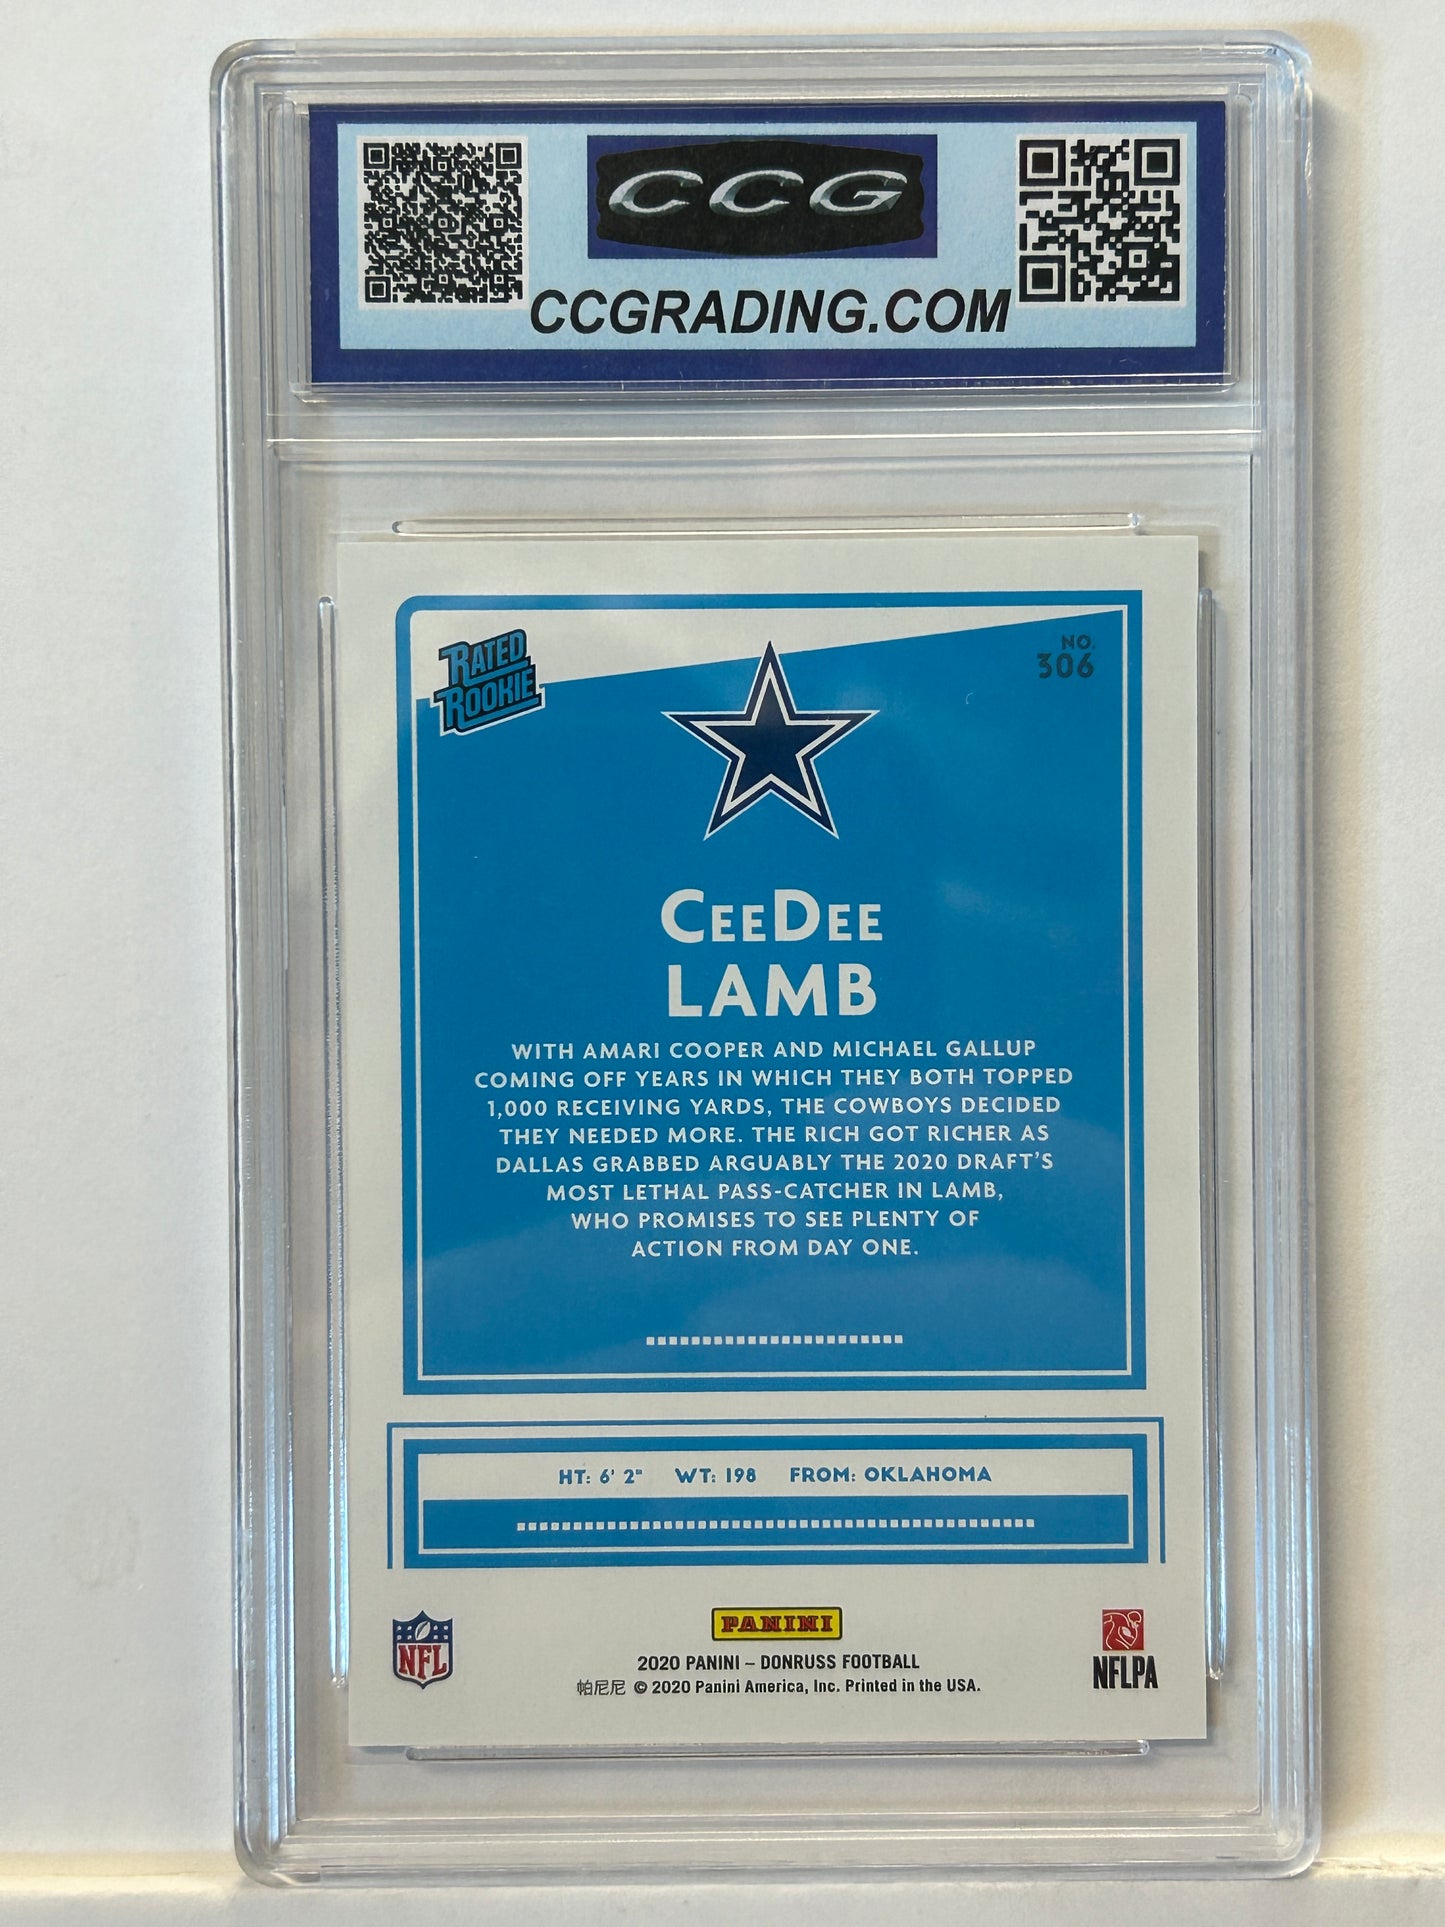 CCG
CCGRADING.COM
RATED
ROOKIE
NO.
306
CEEDEE
LAMB
WITH AMARI COOPER AND MICHAEL GALLUP
COMING OFF YEARS IN WHICH THEY BOTH TOPPED
1,000 RECEIVING YARDS, THE COWBOYS DECIDED
THEY NEEDED MORE. THE RICH GOT RICHER AS
DALLAS GRABBED ARGUABLY THE 2020 DRAFT'S
MOST LETHAL PASS-CATCHER IN LAMB,
WHO PROMISES TO SEE PLENTY OF
ACTION FROM DAY ONE.
HT: 6' 2" WT: 198 FROM: OKLAHOMA
NFL
PANINI
NFLPA
2020 PANINI – DONRUSS FOOTBALL
帕尼尼 © 2020 Panini America, Inc. Printed in the USA.